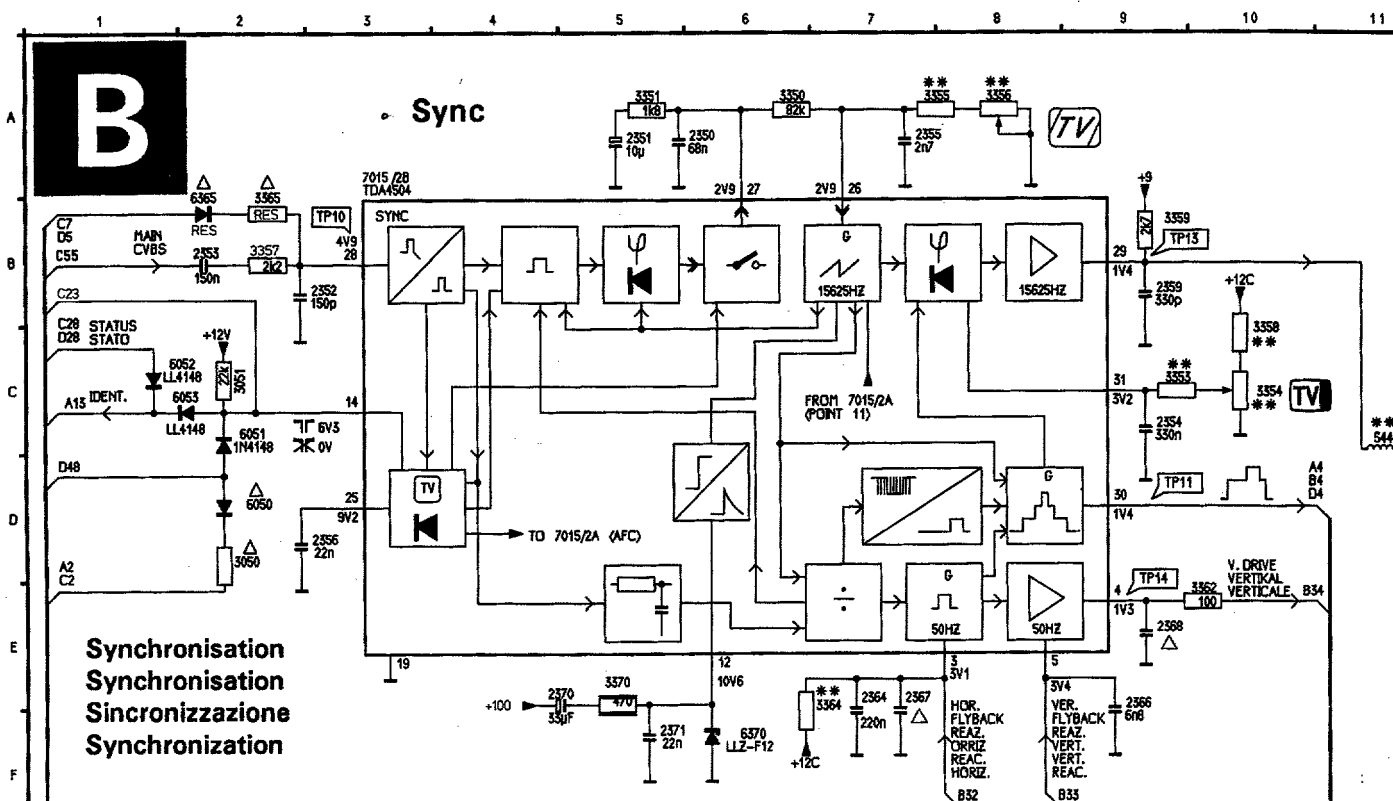 1 2 3 4 5 6 7 8 9 10 11
A
B
C
D
E
F
B
Sync
3351
1k8
3350
82k
**
3355
**
3356
TV
2351
10μ
2350
68n
2355
2n7
7015/28
TDA4504
2V9 27
2V9 26
+9
△
6365
RES
△
3365
RES
TP10
SYNC
C7
D5
MAIN
CVBS
C55
2353
150n
3357
2k2
4V9
28
2352
150p
G
15625HZ
φ
φ
15625HZ
2k7
3359
TP13
29
1V4
2359
330p
+12C
C23
C28
D28
STATUS
STATO
+12V
22k
3051
6052
LL4148
6053
LL4148
A13 IDENT.
14
6V3
0V
6051
1N4148
FROM 7015/2A
(POINT 11)
31
3V2
**
3353
3358
**
3354
**
TV
2354
330n
**
544
D48
△
6050
△
3050
A2
C2
25
9V2
2356
22n
TV
TO 7015/2A (AFC)
G
30
1V4
TP11
A4
B4
D4
÷
G
50HZ
50HZ
4
1V3
TP14
3362
100
V. DRIVE
VERTIKAL
VERTICALE
B34
2368
△
Synchronisation
Synchronisation
Sincronizzazione
Synchronization
19
12
10V6
3
3V1
5
3V4
+100
2370
33μF
3370
470
2371
22n
6370
LLZ-F12
**
3364
+12C
2364
220n
2367
△
HOR.
FLYBACK
REAZ.
ORRIZ
REAC.
HORIZ.
B32
VER.
FLYBACK
REAZ.
VERT.
VERT.
REAC.
B33
2366
6n8